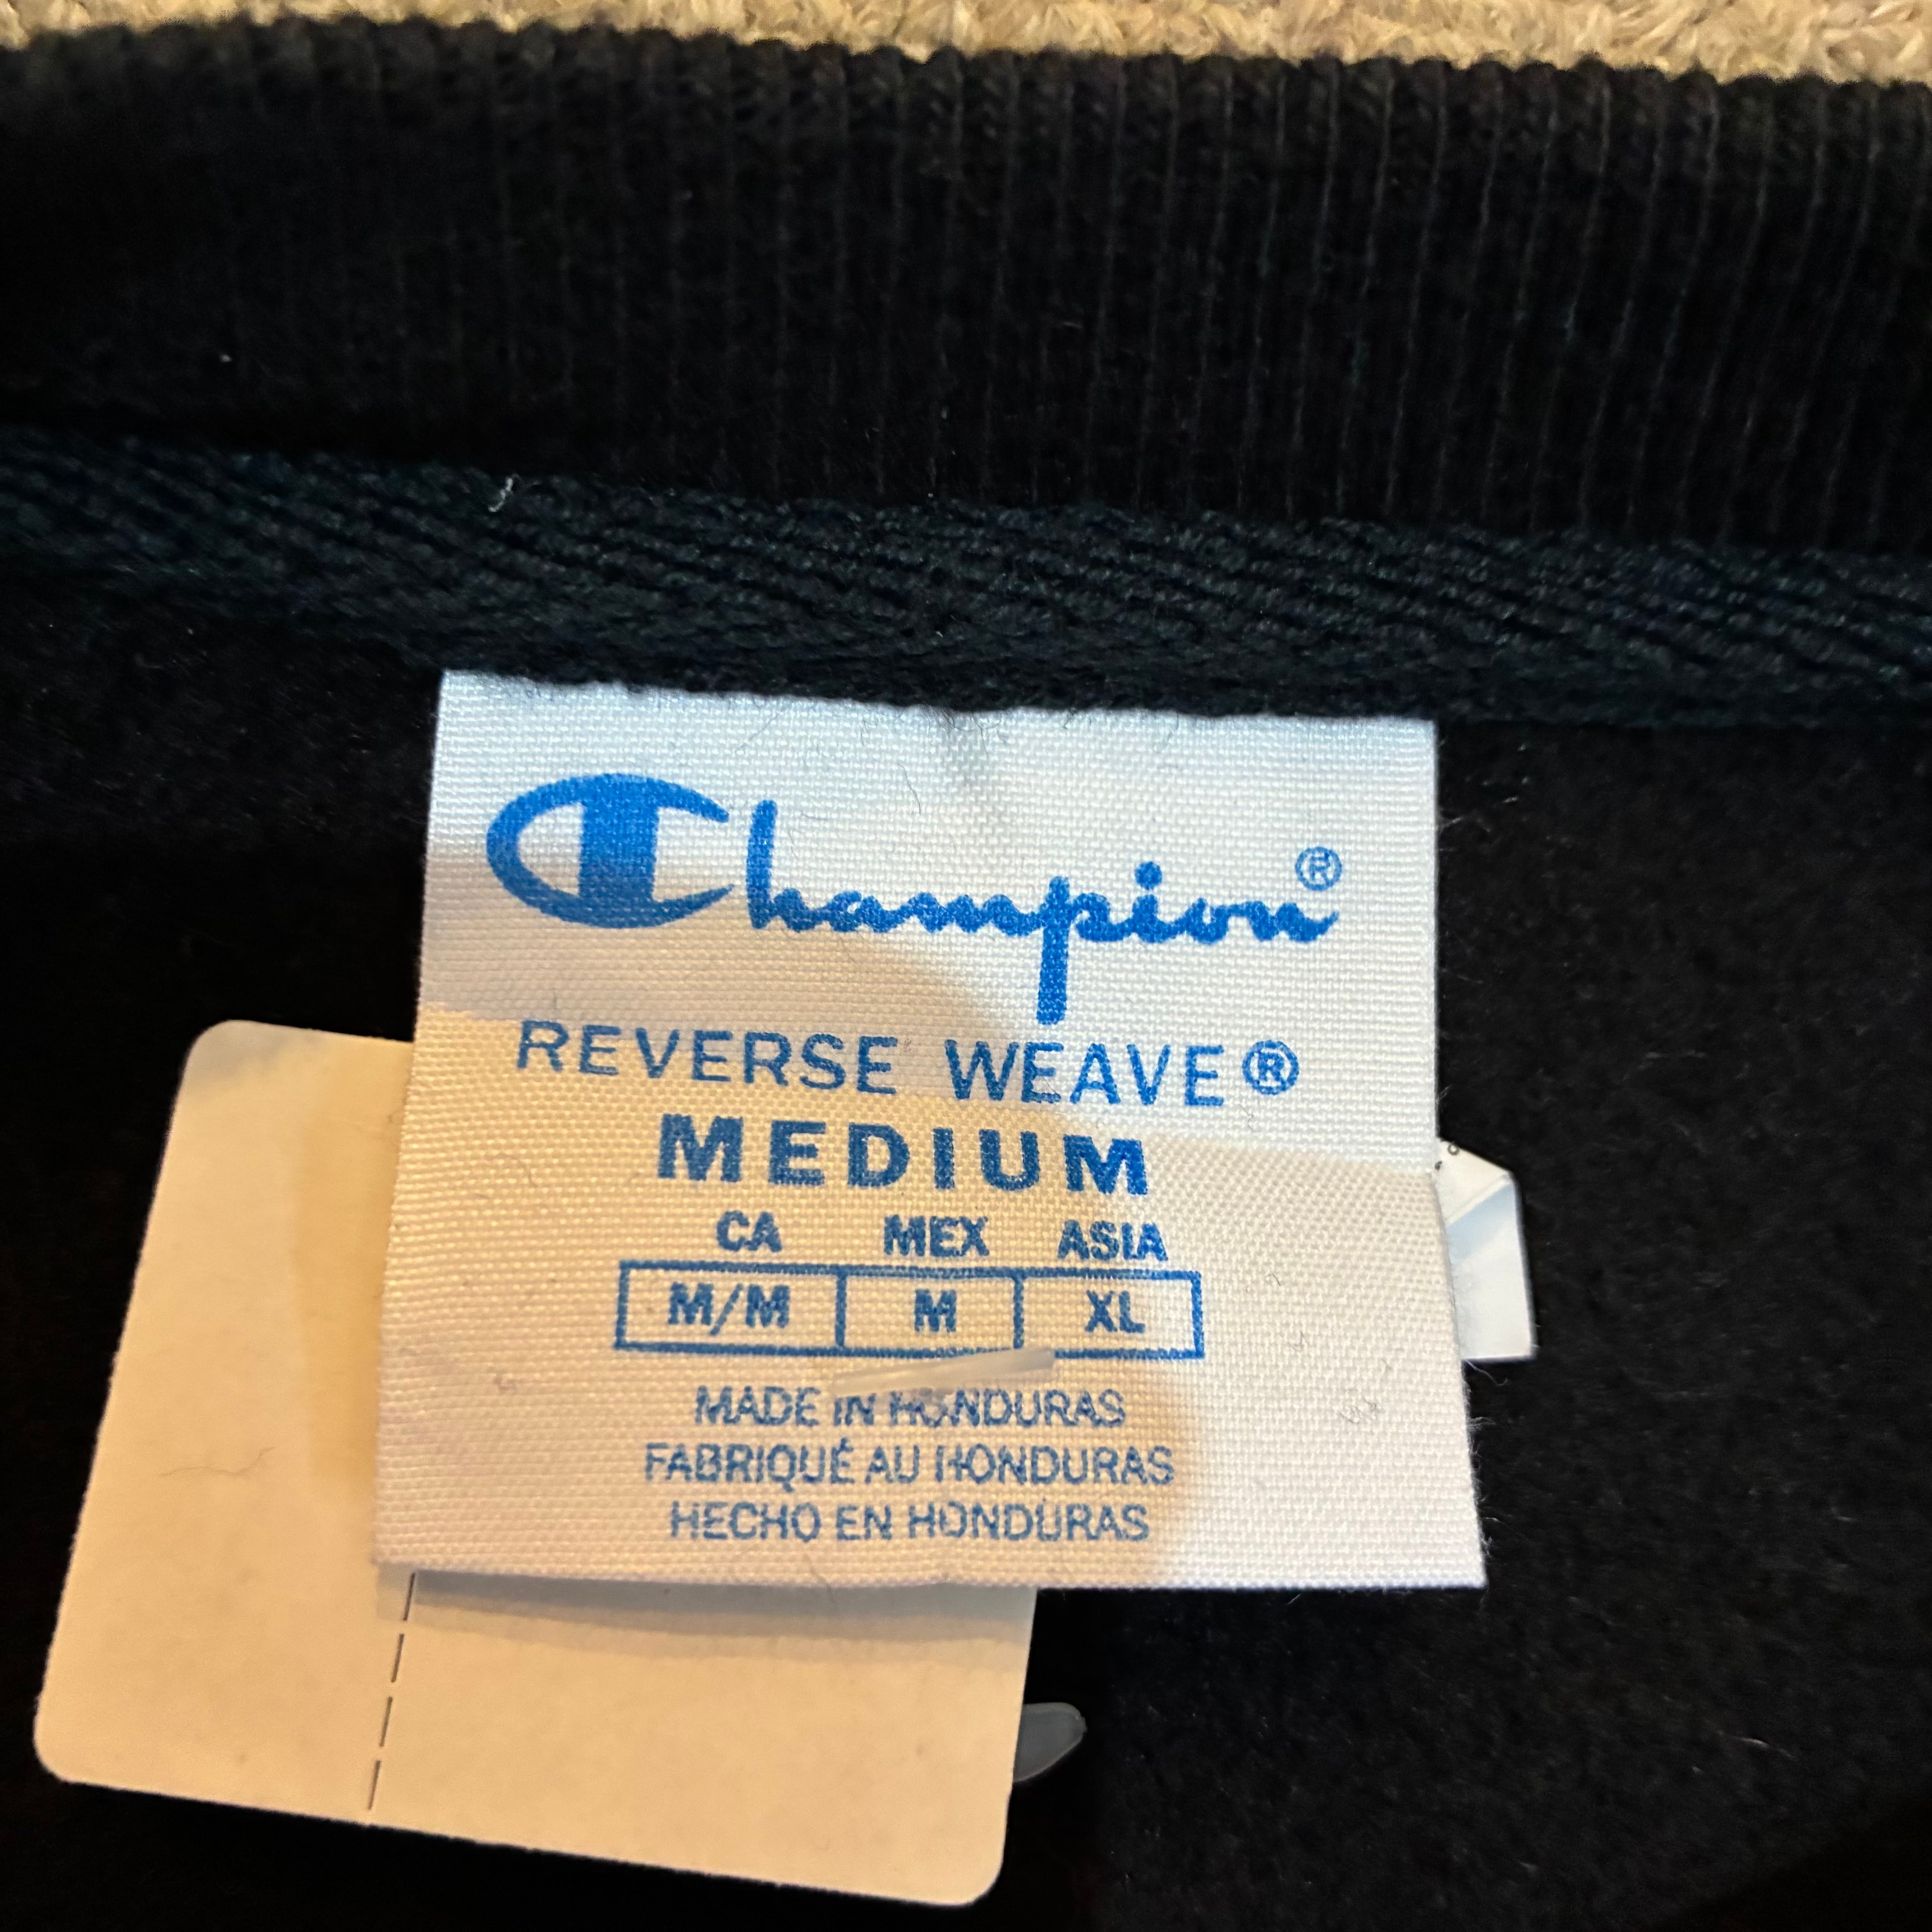 Champion®
REVERSE WEAVE®
MEDIUM
CA MEX ASIA
M/M M XL
MADE IN HONDURAS
FABRIQUÉ AU HONDURAS
HECHO EN HONDURAS